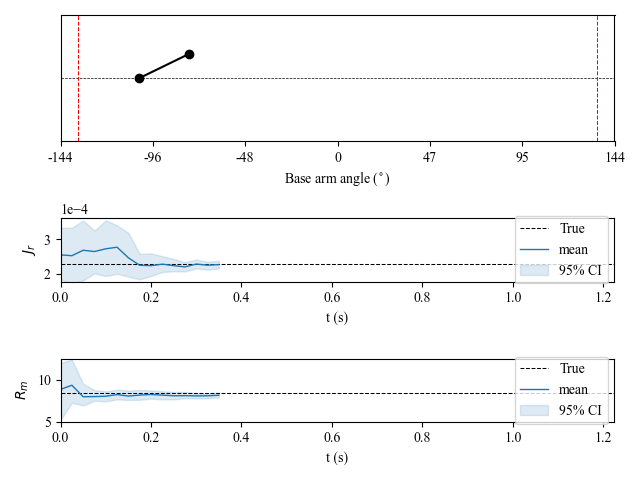 -144 -96 -48 0 47 95 144
Base arm angle (°)
1e−4
3
2
J_r
True
mean
95% CI
0.0 0.2 0.4 0.6 0.8 1.0 1.2
t (s)
10
5
R_m
True
mean
95% CI
0.0 0.2 0.4 0.6 0.8 1.0 1.2
t (s)